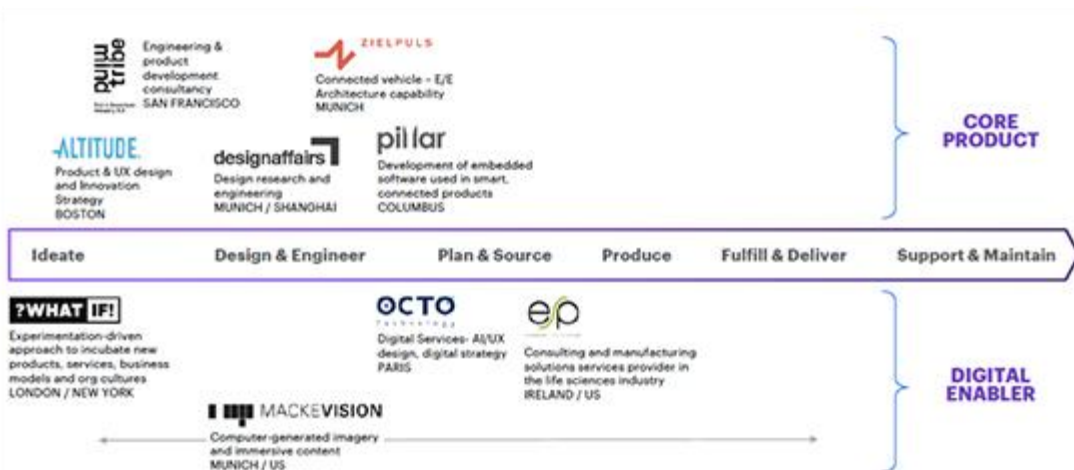 mind
tribe
Engineering &
product
development
consultancy
SAN FRANCISCO
ZIELPULS
Connected vehicle – E/E
Architecture capability
MUNICH
CORE
PRODUCT
ALTITUDE
Product & UX design
and Innovation
Strategy
BOSTON
designaffairs
Design research and
engineering
MUNICH / SHANGHAI
pillar
Development of embedded
software used in smart,
connected products
COLUMBUS
Ideate
Design & Engineer
Plan & Source
Produce
Fulfill & Deliver
Support & Maintain
?WHAT IF!
Experimentation-driven
approach to incubate new
products, services, business
models and org cultures
LONDON / NEW YORK
OCTO
Technology
Digital Services- AI/UX
design, digital strategy
PARIS
esp
Consulting and manufacturing
solutions services provider in
the life sciences industry
IRELAND / US
DIGITAL
ENABLER
MACKEVISION
Computer-generated imagery
and immersive content
MUNICH / US